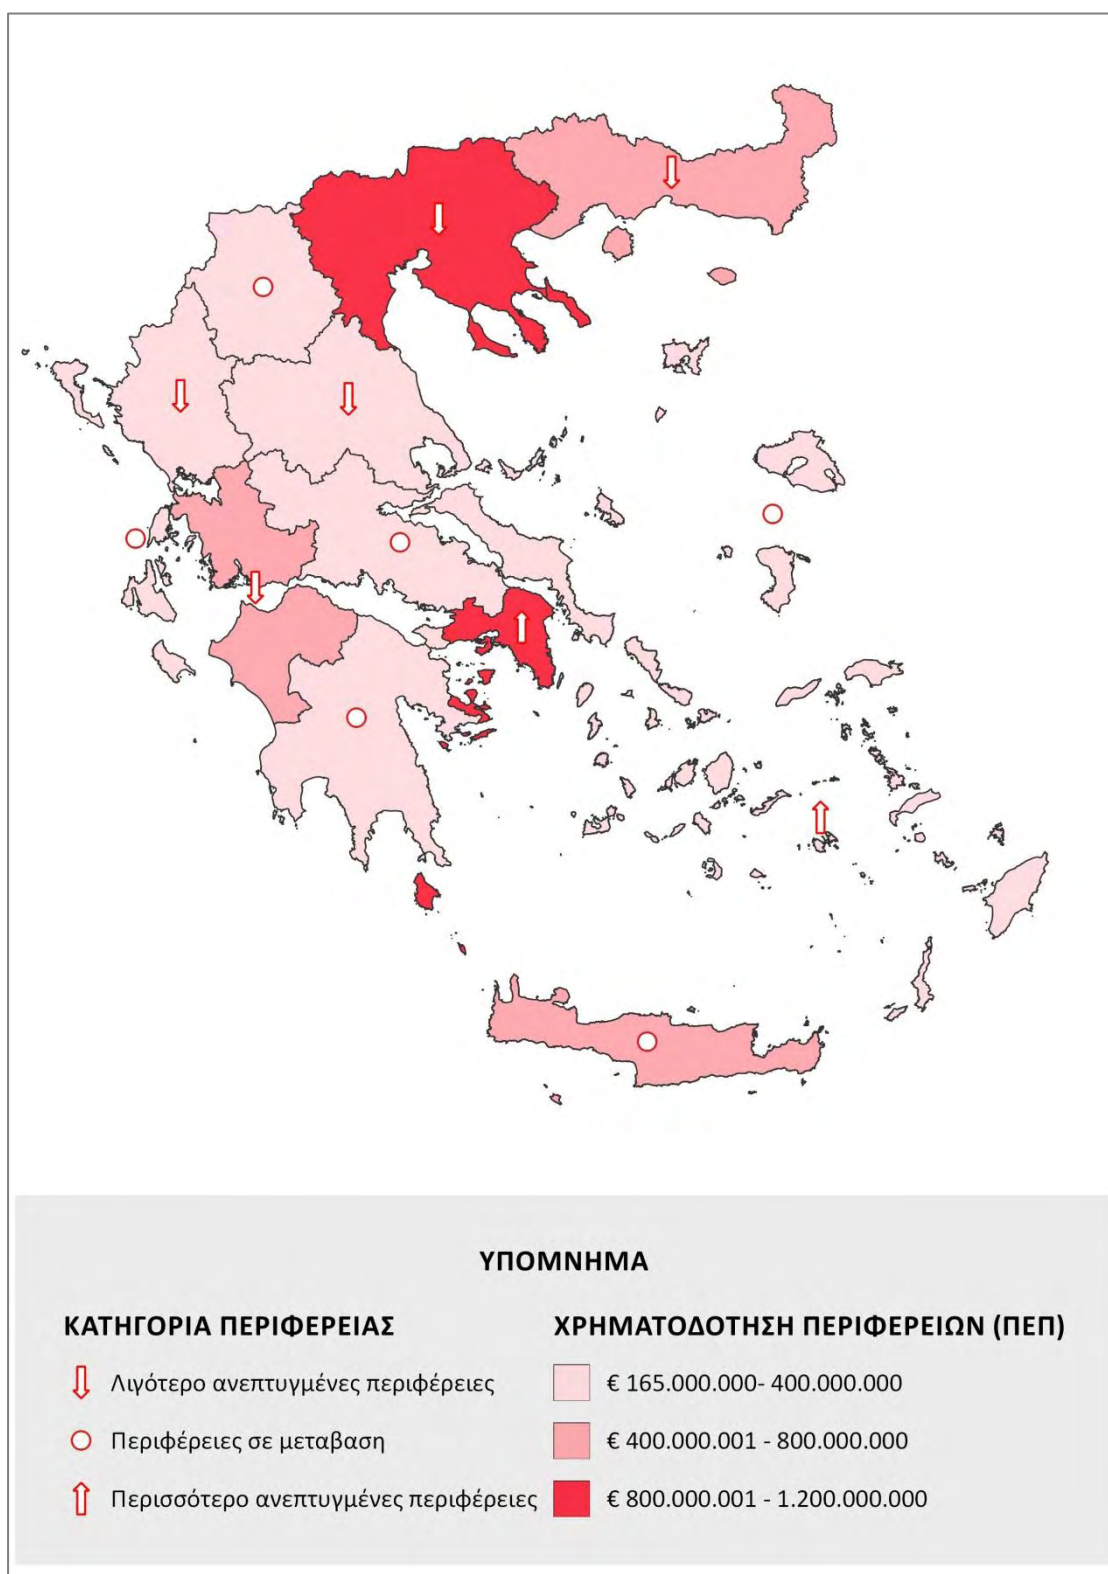 ΥΠΟΜΝΗΜΑ
ΚΑΤΗΓΟΡΙΑ ΠΕΡΙΦΕΡΕΙΑΣ
Λιγότερο ανεπτυγμένες περιφέρειες
Περιφέρειες σε μεταβαση
Περισσότερο ανεπτυγμένες περιφέρειες
ΧΡΗΜΑΤΟΔΟΤΗΣΗ ΠΕΡΙΦΕΡΕΙΩΝ (ΠΕΠ)
€ 165.000.000- 400.000.000
€ 400.000.001 - 800.000.000
€ 800.000.001 - 1.200.000.000